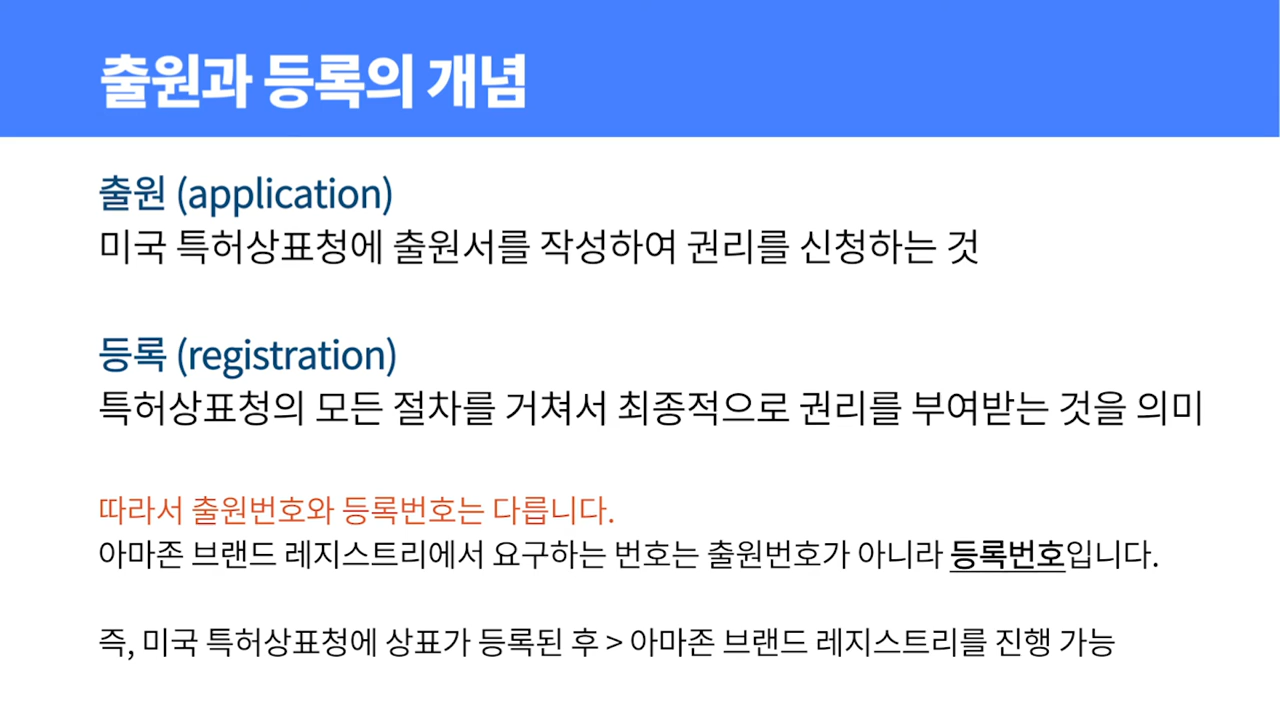 출원과 등록의 개념
출원 (application)
미국 특허상표청에 출원서를 작성하여 권리를 신청하는 것
등록 (registration)
특허상표청의 모든 절차를 거쳐서 최종적으로 권리를 부여받는 것을 의미
따라서 출원번호와 등록번호는 다릅니다.
아마존 브랜드 레지스트리에서 요구하는 번호는 출원번호가 아니라 등록번호입니다.
즉, 미국 특허상표청에 상표가 등록된 후 > 아마존 브랜드 레지스트리를 진행 가능